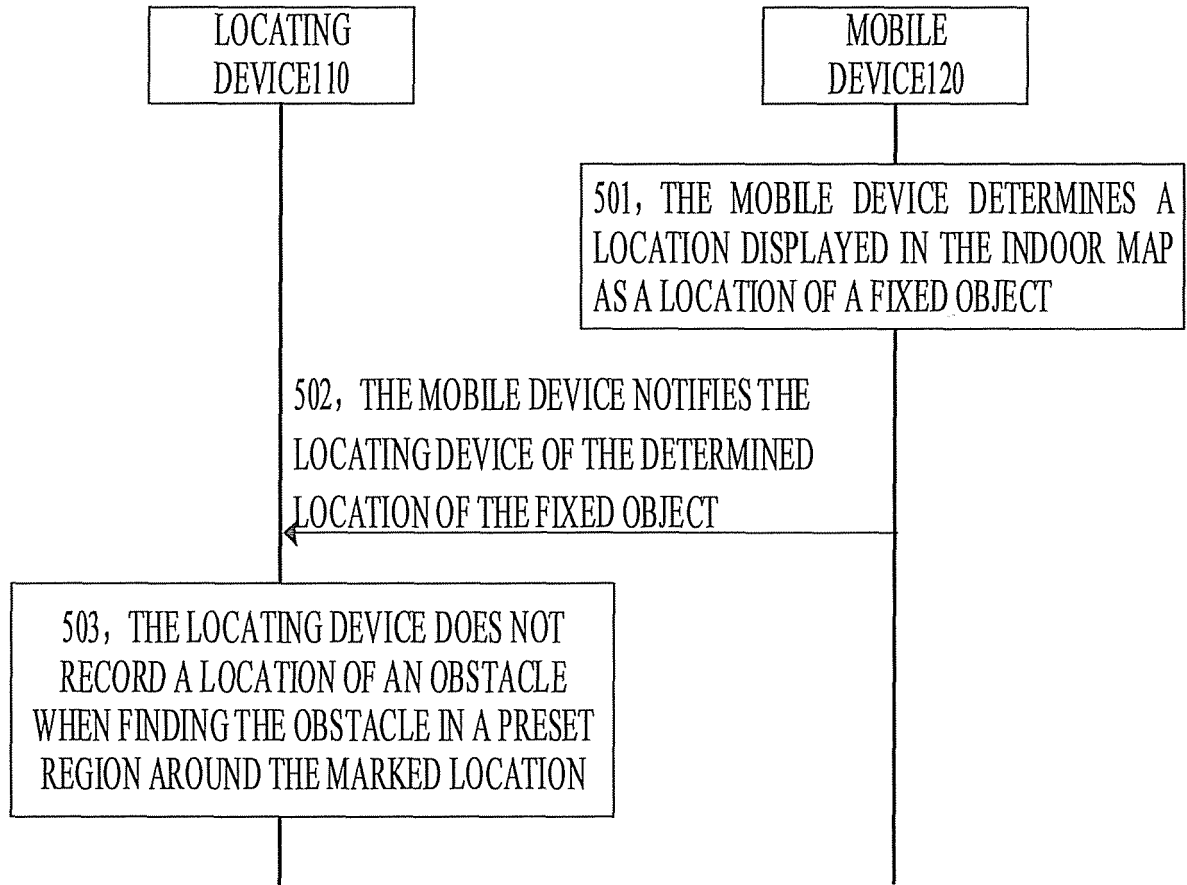 LOCATING
DEVICE110
MOBILE
DEVICE120
501, THE MOBILE DEVICE DETERMINES A
LOCATION DISPLAYED IN THE INDOOR MAP
AS A LOCATION OF A FIXED OBJECT
502, THE MOBILE DEVICE NOTIFIES THE
LOCATING DEVICE OF THE DETERMINED
LOCATION OF THE FIXED OBJECT
503, THE LOCATING DEVICE DOES NOT
RECORD A LOCATION OF AN OBSTACLE
WHEN FINDING THE OBSTACLE IN A PRESET
REGION AROUND THE MARKED LOCATION